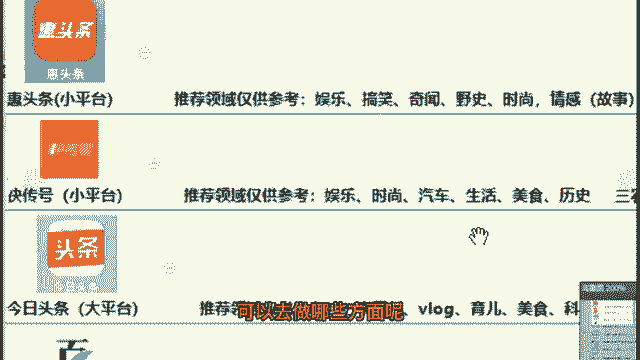 惠头条
惠头条
惠头条(小平台) 推荐领域仅供参考：娱乐、搞笑、奇闻、野史、时尚，情感（故事）
快传号（小平台） 推荐领域仅供参考：娱乐、时尚、汽车、生活、美食、历史 三农
头条
今日头条（大平台） 推荐领 、vlog、育儿、美食、科
可以去做哪些方面呢
百